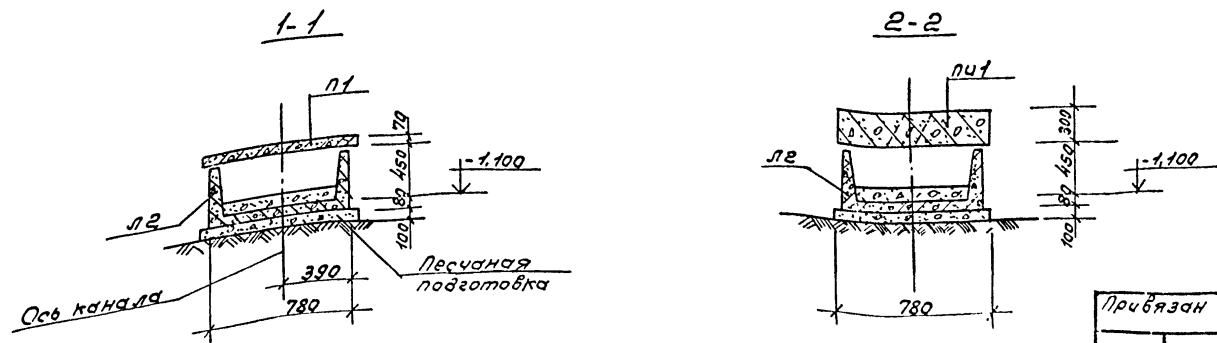 1-1
п1
70
450
-1,100
80
100
л2
390
780
Ось канала
Песчаная
подготовка
2-2
пи1
300
450
-1,100
80
100
л2
780
Привязан